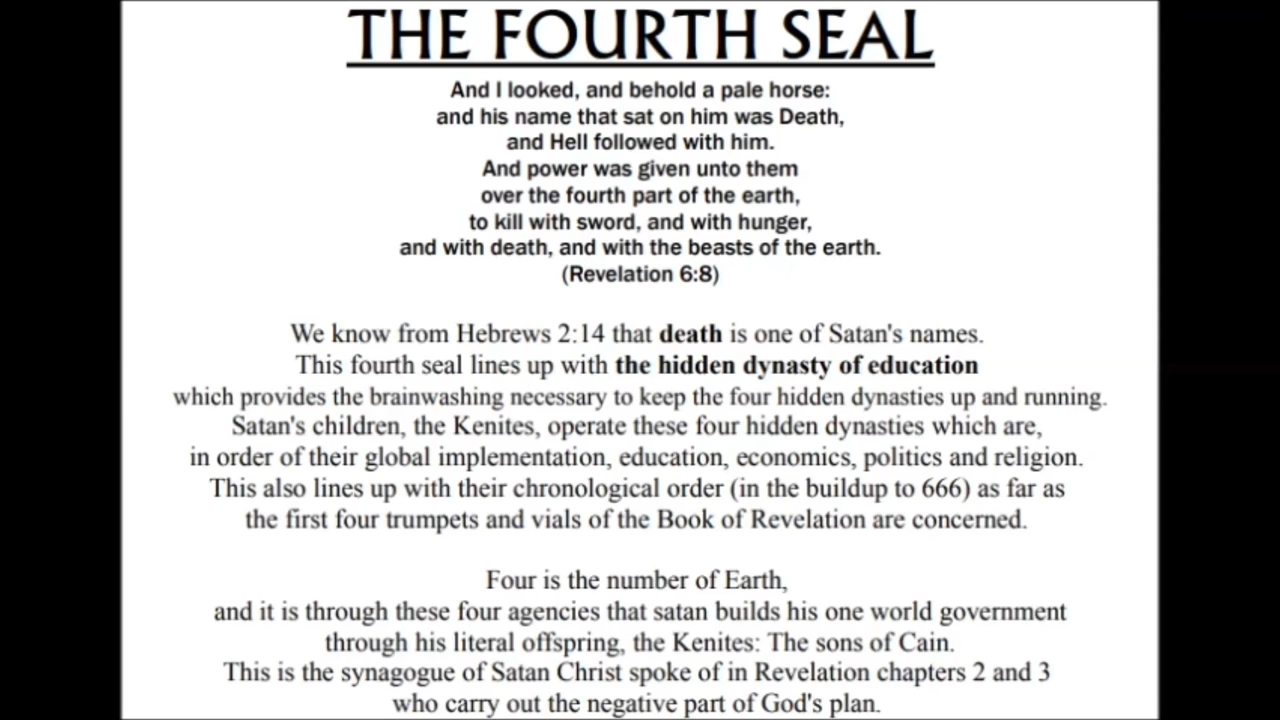 THE FOURTH SEAL
And I looked, and behold a pale horse:
and his name that sat on him was Death,
and Hell followed with him.
And power was given unto them
over the fourth part of the earth,
to kill with sword, and with hunger,
and with death, and with the beasts of the earth.
(Revelation 6:8)
We know from Hebrews 2:14 that death is one of Satan's names.
This fourth seal lines up with the hidden dynasty of education
which provides the brainwashing necessary to keep the four hidden dynasties up and running.
Satan's children, the Kenites, operate these four hidden dynasties which are,
in order of their global implementation, education, economics, politics and religion.
This also lines up with their chronological order (in the buildup to 666) as far as
the first four trumpets and vials of the Book of Revelation are concerned.
Four is the number of Earth,
and it is through these four agencies that satan builds his one world government
through his literal offspring, the Kenites: The sons of Cain.
This is the synagogue of Satan Christ spoke of in Revelation chapters 2 and 3
who carry out the negative part of God's plan.